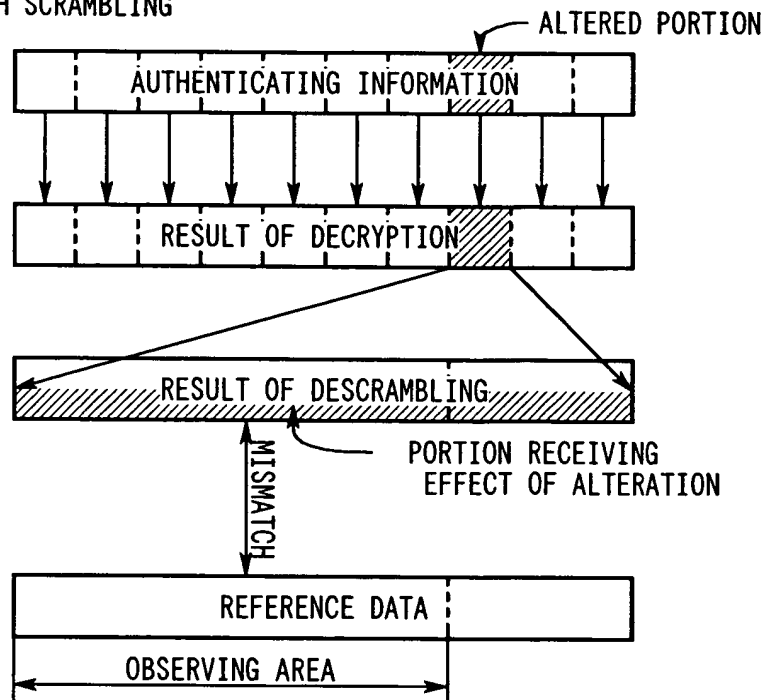 SCRAMBLING
ALTERED PORTION
AUTHENTICATING INFORMATION
RESULT OF DECRYPTION
RESULT OF DESCRAMBLING
PORTION RECEIVING
EFFECT OF ALTERATION
MISMATCH
REFERENCE DATA
OBSERVING AREA